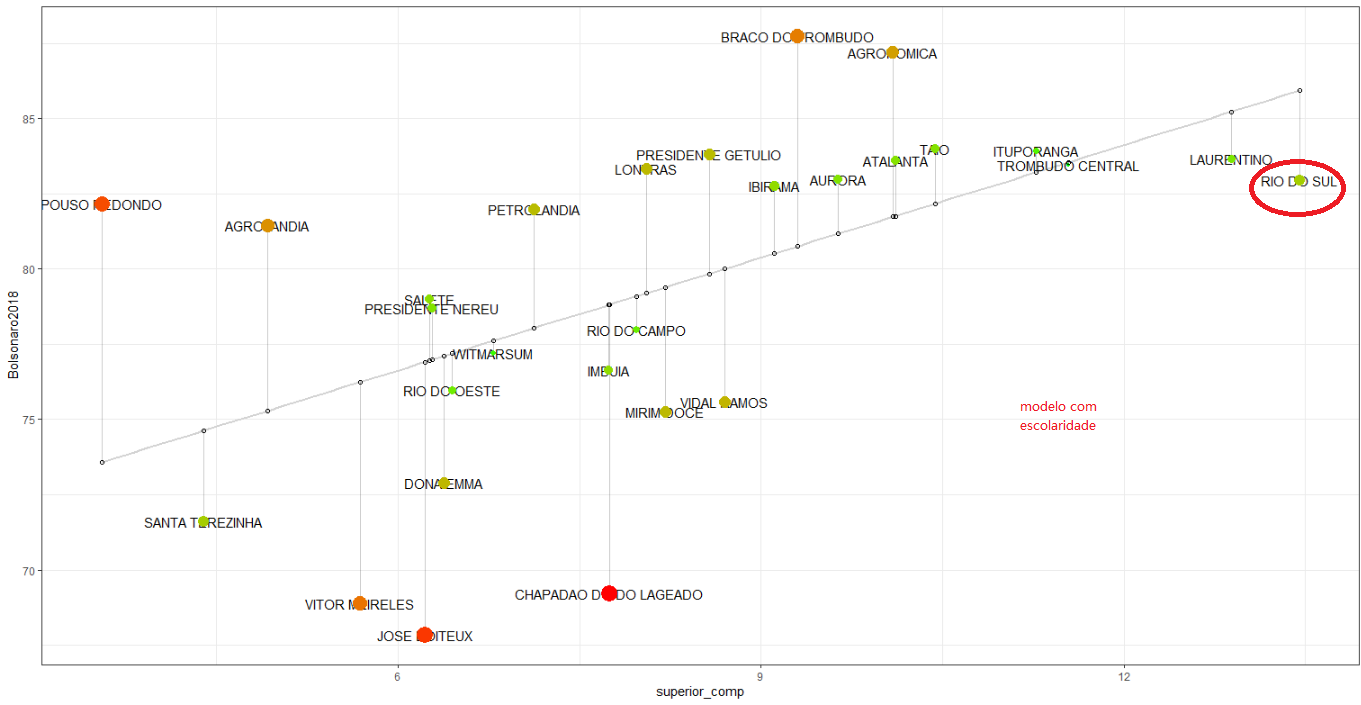 BRACO DO TROMBUDO
AGRONOMICA
85
TAIO
ITUPORANGA
PRESIDENTE GETULIO
LONTRAS
ATALANTA
TROMBUDO CENTRAL
LAURENTINO
IBIRAMA
AURORA
RIO DO SUL
POUSO REDONDO
PETROLANDIA
AGROLANDIA
80
SALETE
PRESIDENTE NEREU
RIO DO CAMPO
WITMARSUM
Bolsonaro2018
IMBUIA
RIO DO OESTE
VIDAL RAMOS
MIRIM DOCE
modelo com
escolaridade
75
DONA EMMA
SANTA TEREZINHA
70
CHAPADAO DO LAGEADO
VITOR MEIRELES
JOSE BOITEUX
6
9
12
superior_comp